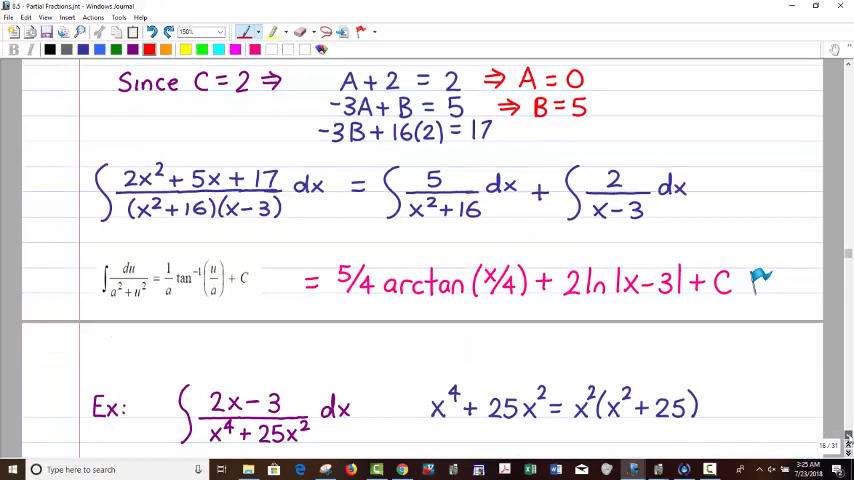 8.5 - Partial Fractions.jnt - Windows Journal
File Edit View Insert Actions Tools Help
150%
B I
Since C = 2 ⇒ A + 2 = 2 ⇒ A = 0
-3A + B = 5 ⇒ B = 5
-3B + 16(2) = 17
∫ (2x² + 5x + 17)/((x² + 16)(x - 3)) dx = ∫ 5/(x² + 16) dx + ∫ 2/(x - 3) dx
∫ du/(a² + u²) = 1/a tan⁻¹(u/a) + C
= 5/4 arctan (x/4) + 2 ln |x - 3| + C
Ex: ∫ (2x - 3)/(x⁴ + 25x²) dx x⁴ + 25x² = x²(x² + 25)
16 / 31
Type here to search
3:25 AM
7/23/2018